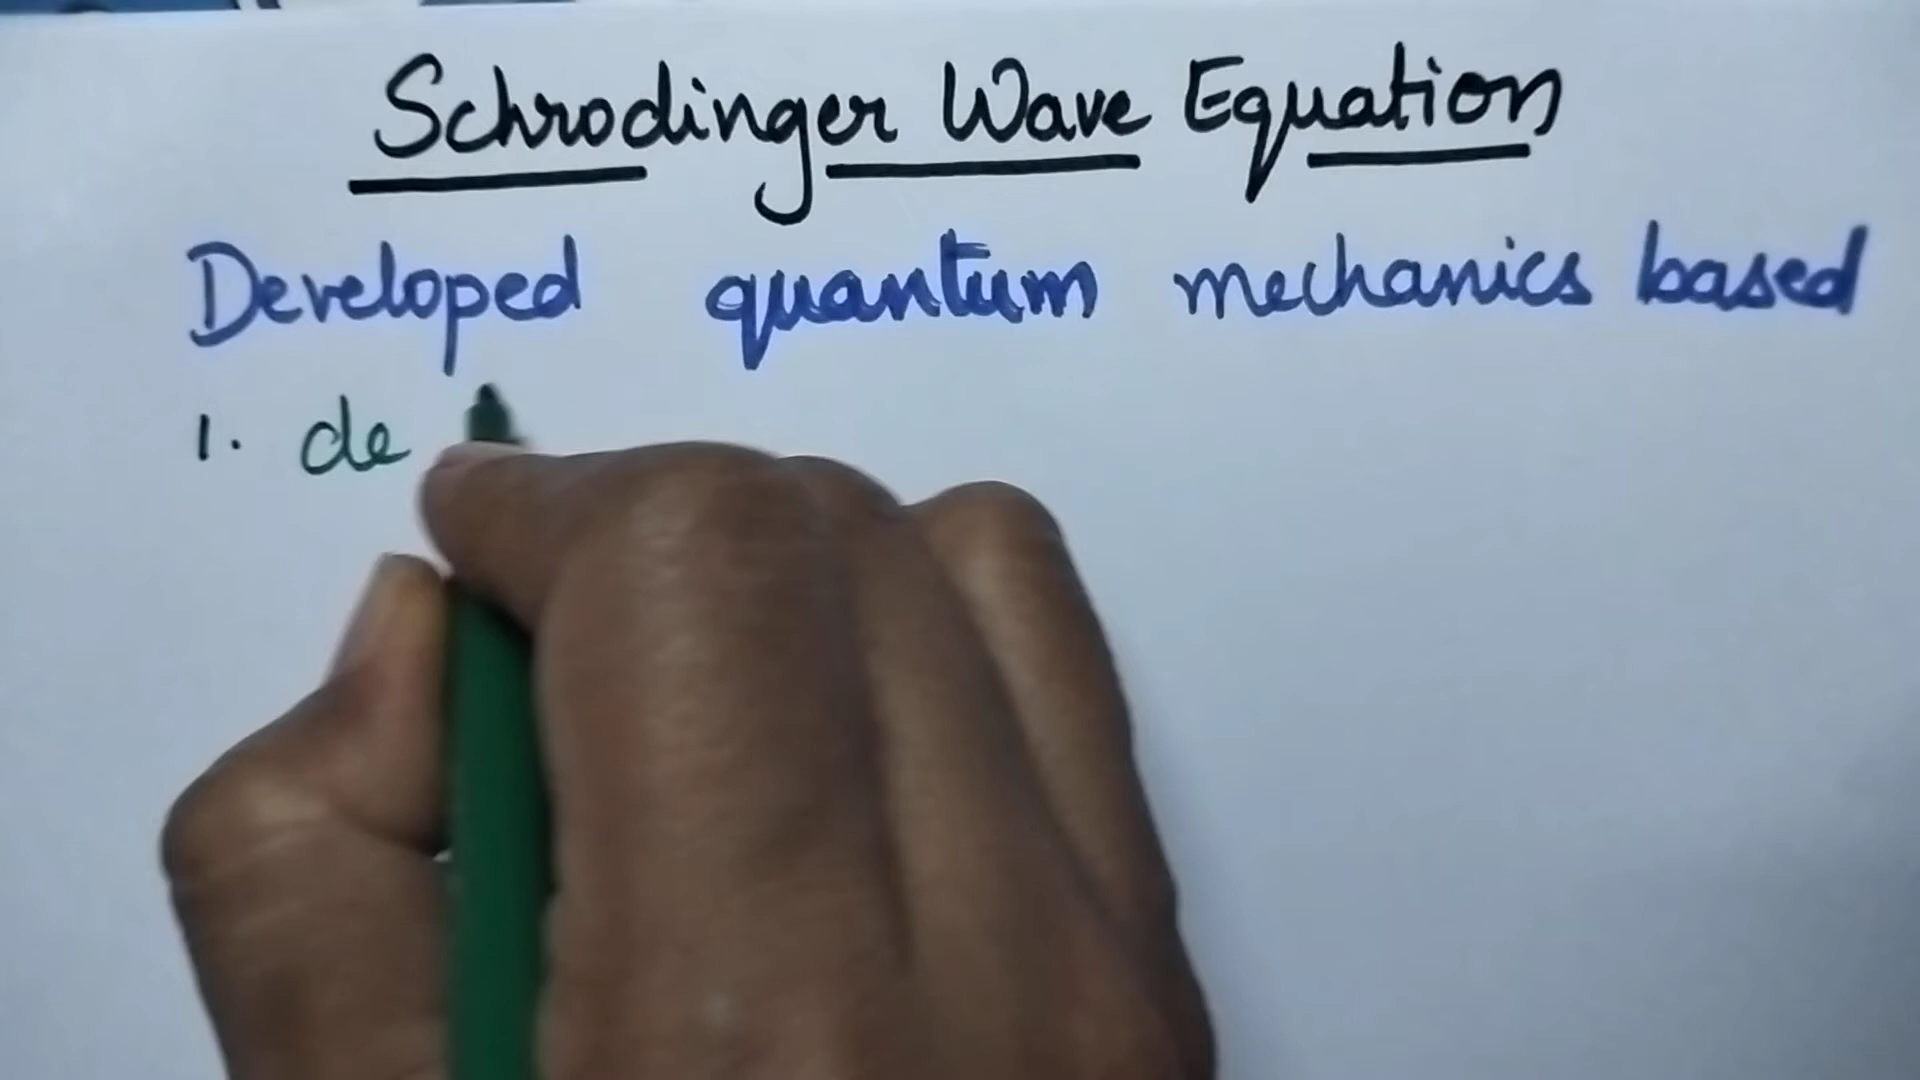 Schrodinger Wave Equation
Developed quantum mechanics based
1. de